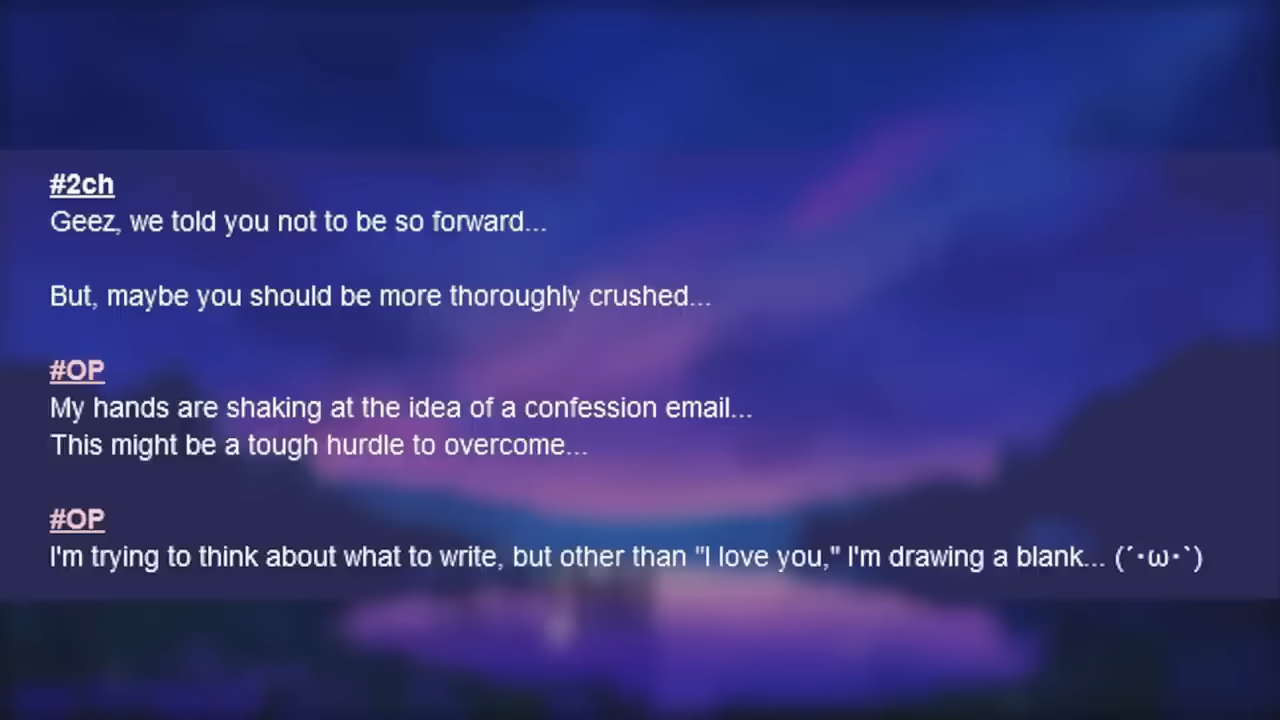 #2ch
Geez, we told you not to be so forward...
But, maybe you should be more thoroughly crushed...
#OP
My hands are shaking at the idea of a confession email...
This might be a tough hurdle to overcome...
#OP
I'm trying to think about what to write, but other than "I love you," I'm drawing a blank... (´･ω･`)